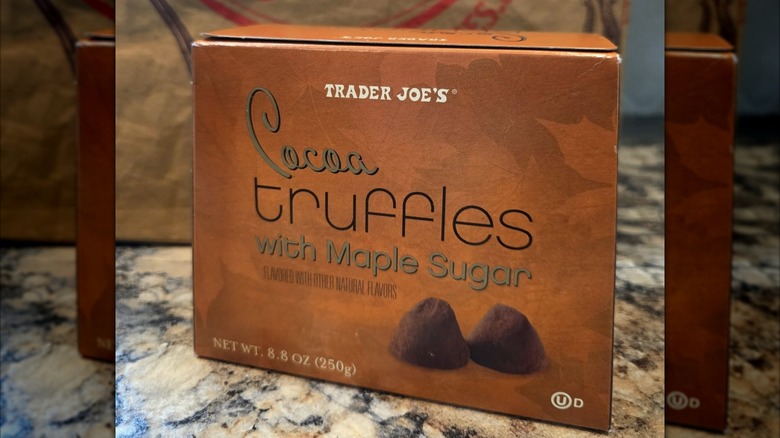 TRADER JOE'S®
Cocoa
truffles
with Maple Sugar
FLAVORED WITH OTHER NATURAL FLAVORS
NET WT. 8.8 OZ (250g)
U D